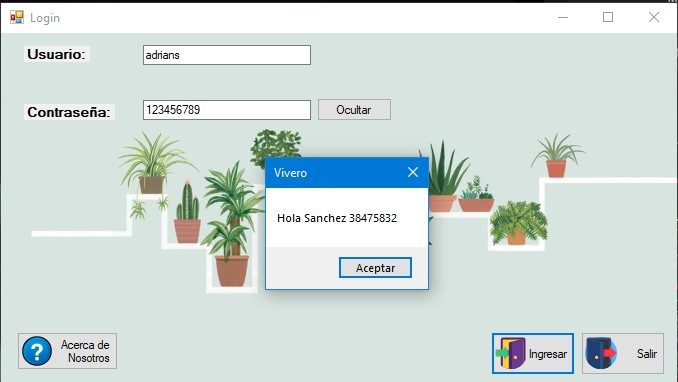 Login
Usuario:
adrians
Contraseña:
123456789
Ocultar
Vivero
Hola Sanchez 38475832
Aceptar
Acerca de
Nosotros
Ingresar
Salir